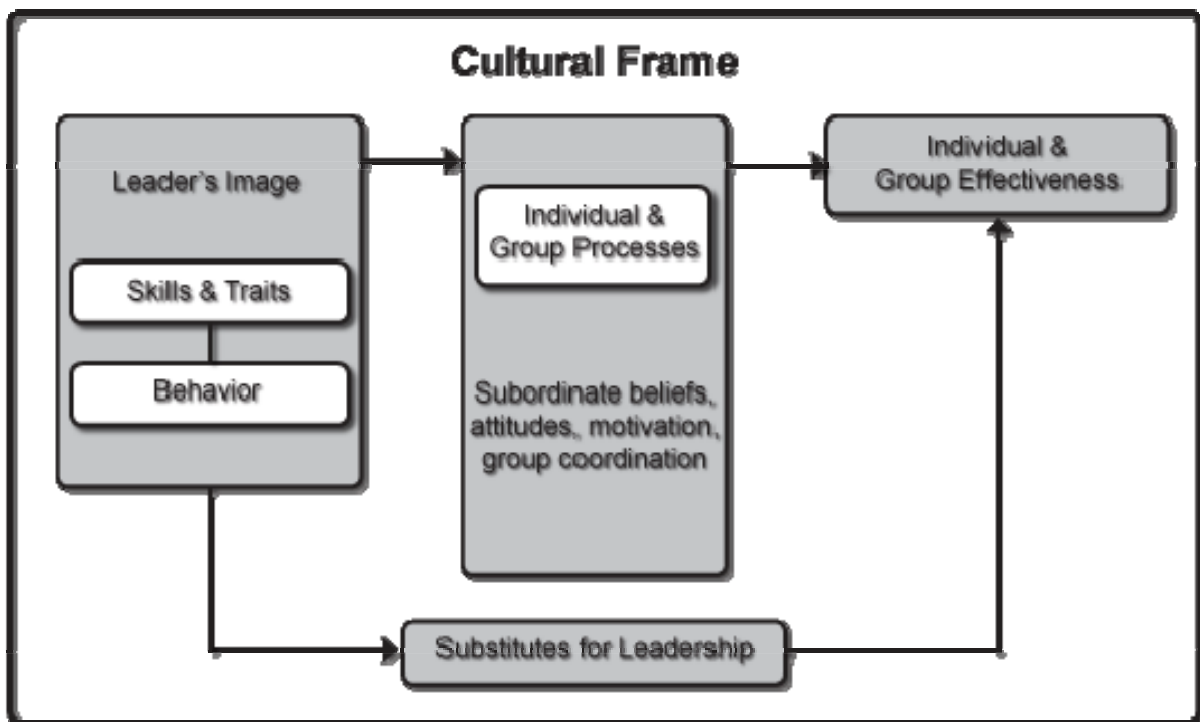 Cultural Frame
Leader's Image
Skills & Traits
Behavior
Individual &
Group Processes
Subordinate beliefs,
attitudes, motivation,
group coordination
Individual &
Group Effectiveness
Substitutes for Leadership